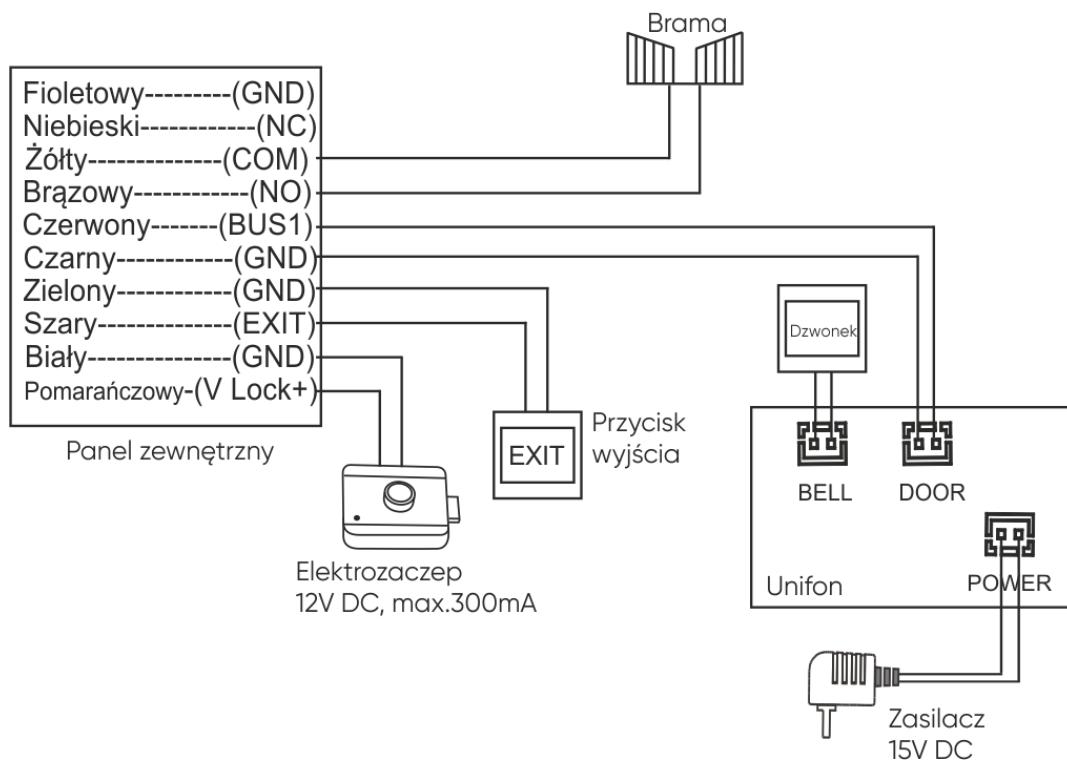 Brama
Fioletowy---------(GND)
Niebieski------------(NC)
Żółty--------------(COM)
Brązowy-----------(NO)
Czerwony------(BUS1)
Czarny------------(GND)
Zielony------------(GND)
Szary-------------(EXIT)
Biały---------------(GND)
Pomarańczowy-(V Lock+)
Panel zewnętrzny
Dzwonek
EXIT
Przycisk
wyjścia
BELL
DOOR
POWER
Unifon
Elektrozaczep
12V DC, max.300mA
Zasilacz
15V DC